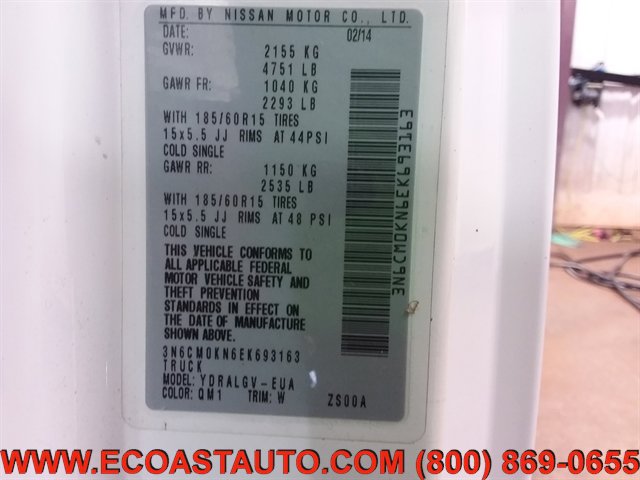 MFD. BY NISSAN MOTOR CO., LTD.
DATE: 02/14
GVWR: 2155 KG
4751 LB
GAWR FR: 1040 KG
2293 LB
WITH 185/60R15 TIRES
15x5.5 JJ RIMS AT 44PSI
COLD SINGLE
GAWR RR: 1150 KG
2535 LB
WITH 185/60R15 TIRES
15x5.5 JJ RIMS AT 48 PSI
COLD SINGLE
THIS VEHICLE CONFORMS TO
ALL APPLICABLE FEDERAL
MOTOR VEHICLE SAFETY AND
THEFT PREVENTION
STANDARDS IN EFFECT ON
THE DATE OF MANUFACTURE
SHOWN ABOVE.
3N6CM0KN6EK693163
TRUCK
MODEL: YDRALGV-EUA
COLOR: QM1 TRIM: W ZS00A
3N6CM0KN6EK693163
WWW.ECOASTAUTO.COM (800) 869-0655